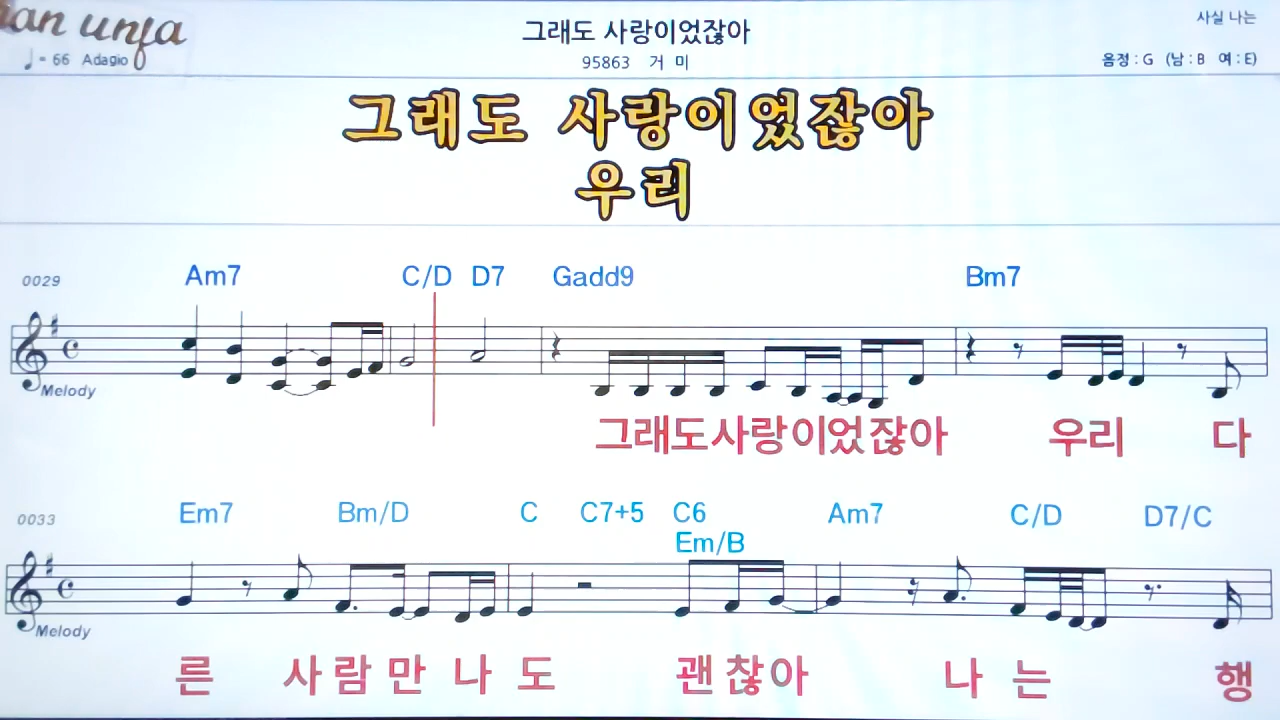 그래도 사랑이었잖아
사실 나는
♩= 66 Adagio
95863 거 미
음정 : G (남 : B 여 : E)
그래도 사랑이었잖아
우리
0029
Am7 C/D D7 Gadd9 Bm7
Melody
그래도사랑이었잖아 우리 다
0033
Em7 Bm/D C C7+5 C6 Am7 C/D D7/C
Em/B
Melody
른 사람만나도 괜찮아 나는 행